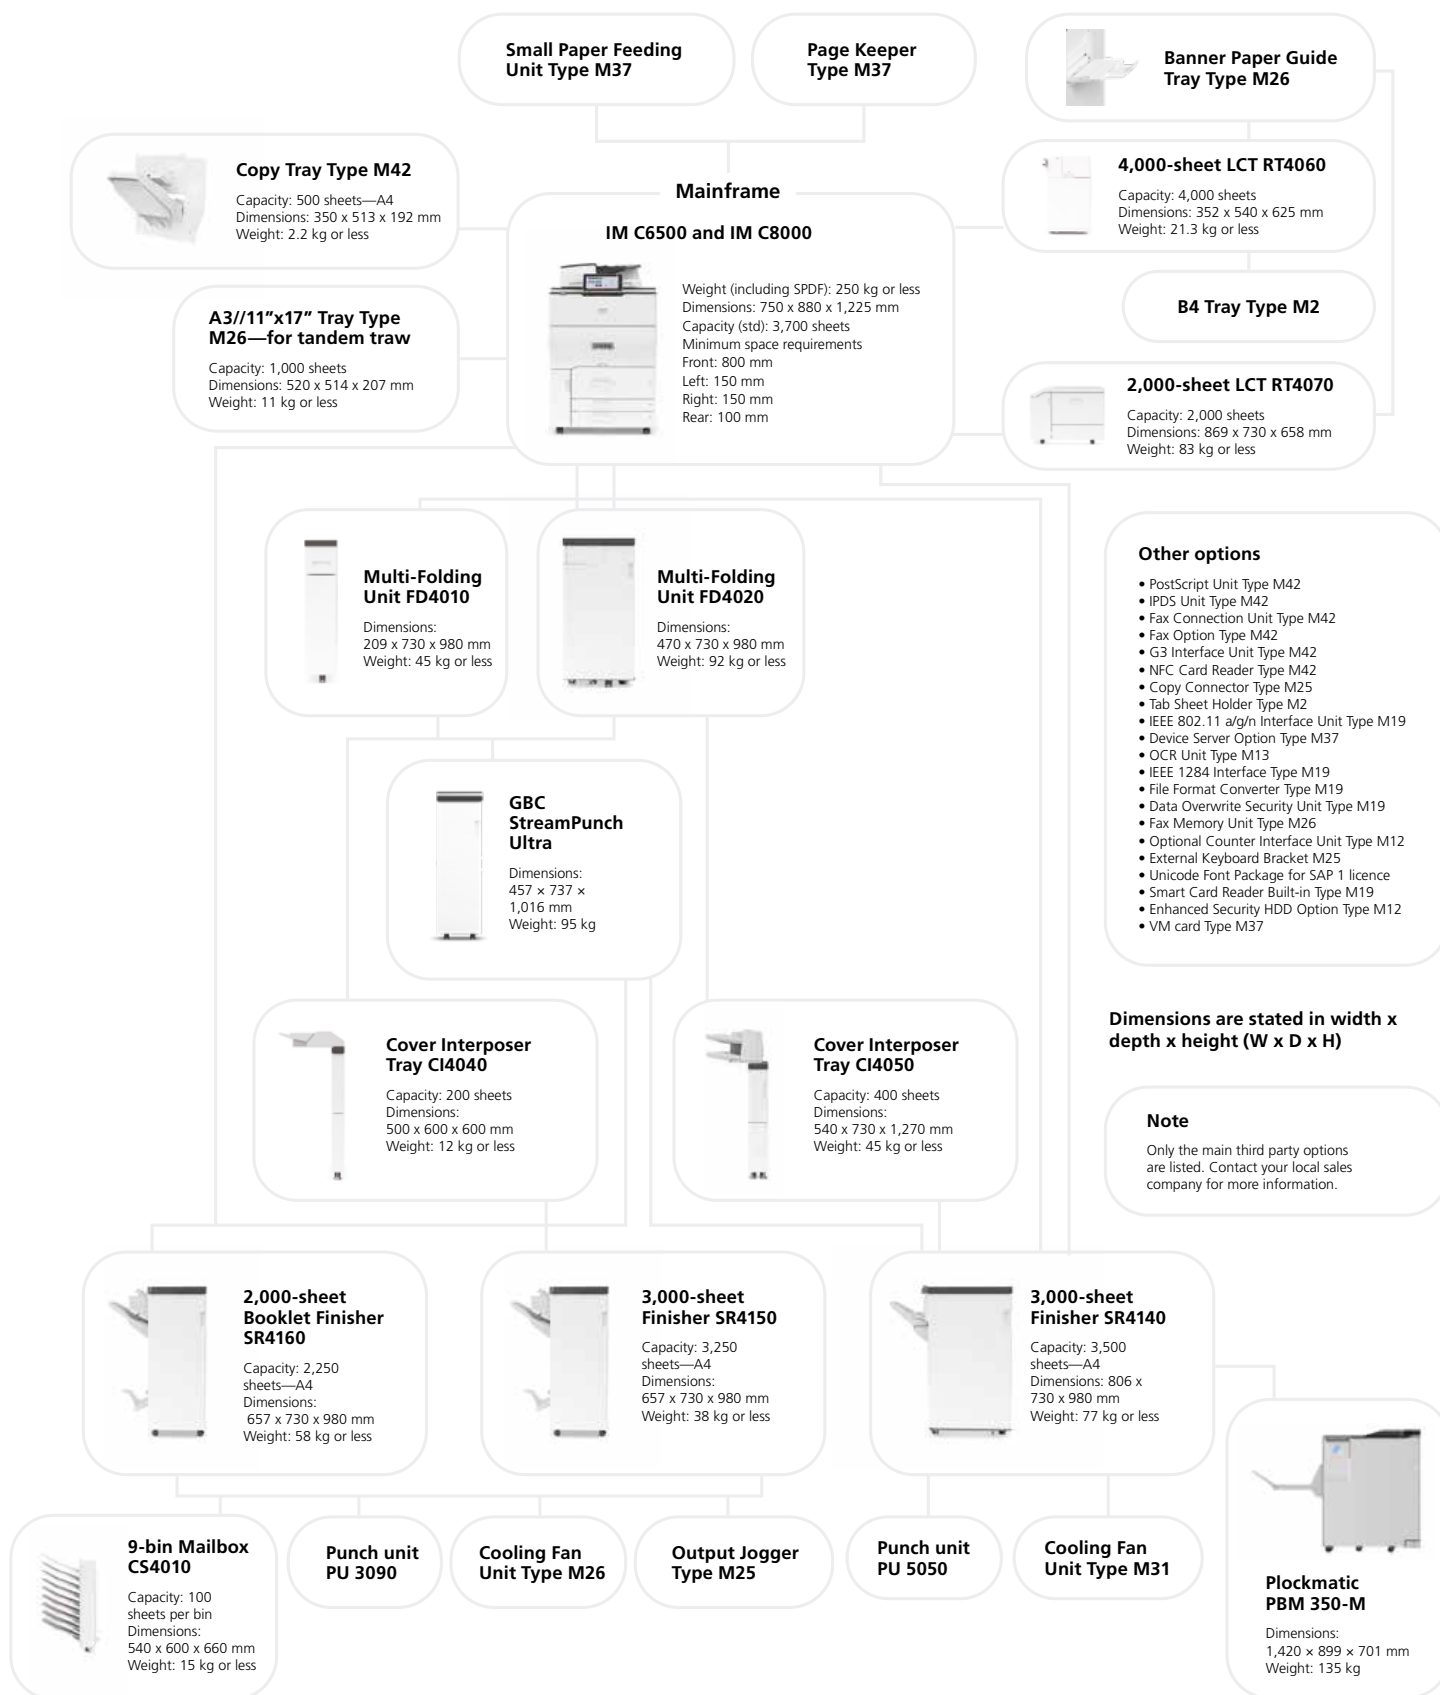 Small Paper Feeding
Unit Type M37
Page Keeper
Type M37
Banner Paper Guide
Tray Type M26
Copy Tray Type M42
Capacity: 500 sheets—A4
Dimensions: 350 x 513 x 192 mm
Weight: 2.2 kg or less
4,000-sheet LCT RT4060
Capacity: 4,000 sheets
Dimensions: 352 x 540 x 625 mm
Weight: 21.3 kg or less
Mainframe
IM C6500 and IM C8000
Weight (including SPDF): 250 kg or less
Dimensions: 750 x 880 x 1,225 mm
Capacity (std): 3,700 sheets
Minimum space requirements
Front: 800 mm
Left: 150 mm
Right: 150 mm
Rear: 100 mm
B4 Tray Type M2
A3//11”x17” Tray Type
M26—for tandem traw
Capacity: 1,000 sheets
Dimensions: 520 x 514 x 207 mm
Weight: 11 kg or less
2,000-sheet LCT RT4070
Capacity: 2,000 sheets
Dimensions: 869 x 730 x 658 mm
Weight: 83 kg or less
Multi-Folding
Unit FD4010
Dimensions:
209 x 730 x 980 mm
Weight: 45 kg or less
Multi-Folding
Unit FD4020
Dimensions:
470 x 730 x 980 mm
Weight: 92 kg or less
Other options
• PostScript Unit Type M42
• IPDS Unit Type M42
• Fax Connection Unit Type M42
• Fax Option Type M42
• G3 Interface Unit Type M42
• NFC Card Reader Type M42
• Copy Connector Type M25
• Tab Sheet Holder Type M2
• IEEE 802.11 a/g/n Interface Unit Type M19
• Device Server Option Type M37
• OCR Unit Type M13
• IEEE 1284 Interface Type M19
• File Format Converter Type M19
• Data Overwrite Security Unit Type M19
• Fax Memory Unit Type M26
• Optional Counter Interface Unit Type M12
• External Keyboard Bracket M25
• Unicode Font Package for SAP 1 licence
• Smart Card Reader Built-in Type M19
• Enhanced Security HDD Option Type M12
• VM card Type M37
GBC
StreamPunch
Ultra
Dimensions:
457 × 737 ×
1,016 mm
Weight: 95 kg
Cover Interposer
Tray CI4040
Capacity: 200 sheets
Dimensions:
500 x 600 x 600 mm
Weight: 12 kg or less
Cover Interposer
Tray CI4050
Capacity: 400 sheets
Dimensions:
540 x 730 x 1,270 mm
Weight: 45 kg or less
Dimensions are stated in width x
depth x height (W x D x H)
Note
Only the main third party options
are listed. Contact your local sales
company for more information.
2,000-sheet
Booklet Finisher
SR4160
Capacity: 2,250
sheets—A4
Dimensions:
657 x 730 x 980 mm
Weight: 58 kg or less
3,000-sheet
Finisher SR4150
Capacity: 3,250
sheets—A4
Dimensions:
657 x 730 x 980 mm
Weight: 38 kg or less
3,000-sheet
Finisher SR4140
Capacity: 3,500
sheets—A4
Dimensions: 806 x
730 x 980 mm
Weight: 77 kg or less
9-bin Mailbox
CS4010
Capacity: 100
sheets per bin
Dimensions:
540 x 600 x 660 mm
Weight: 15 kg or less
Punch unit
PU 3090
Cooling Fan
Unit Type M26
Output Jogger
Type M25
Punch unit
PU 5050
Cooling Fan
Unit Type M31
Plockmatic
PBM 350-M
Dimensions:
1,420 × 899 × 701 mm
Weight: 135 kg